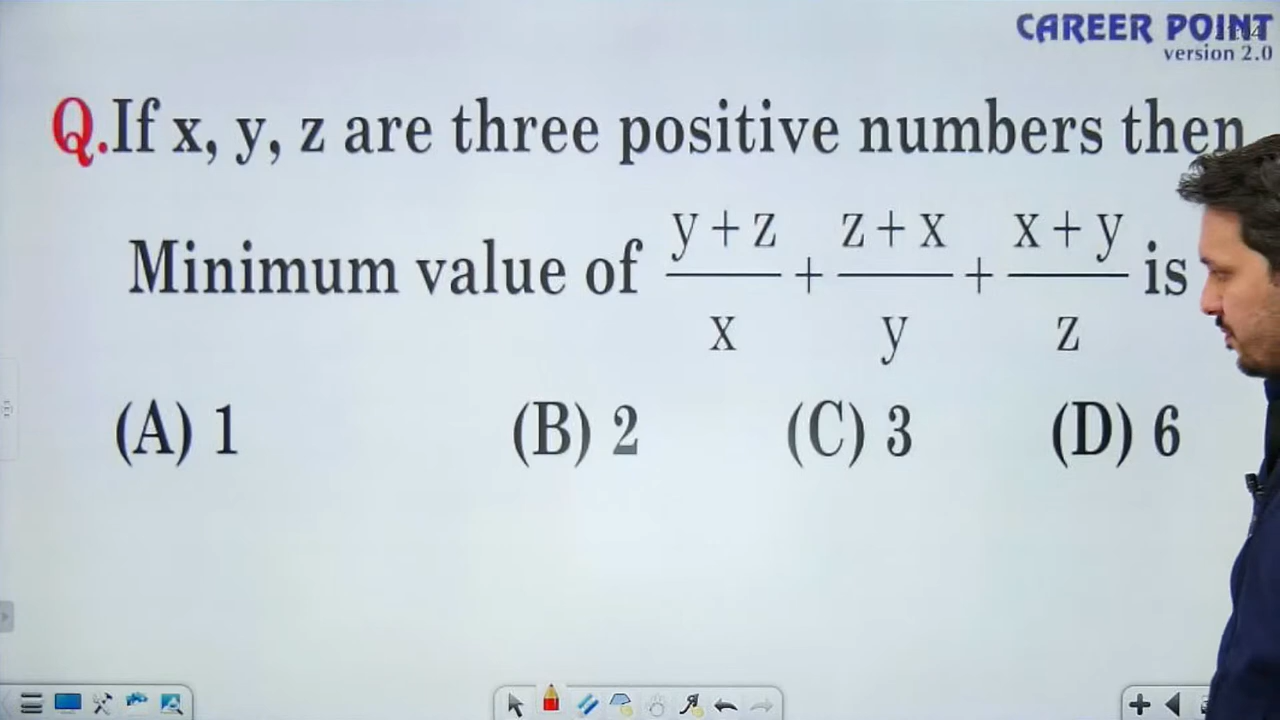 CAREER POINT
version 2.0
Q.If x, y, z are three positive numbers then
Minimum value of y+z/x + z+x/y + x+y/z is
(A) 1 (B) 2 (C) 3 (D) 6